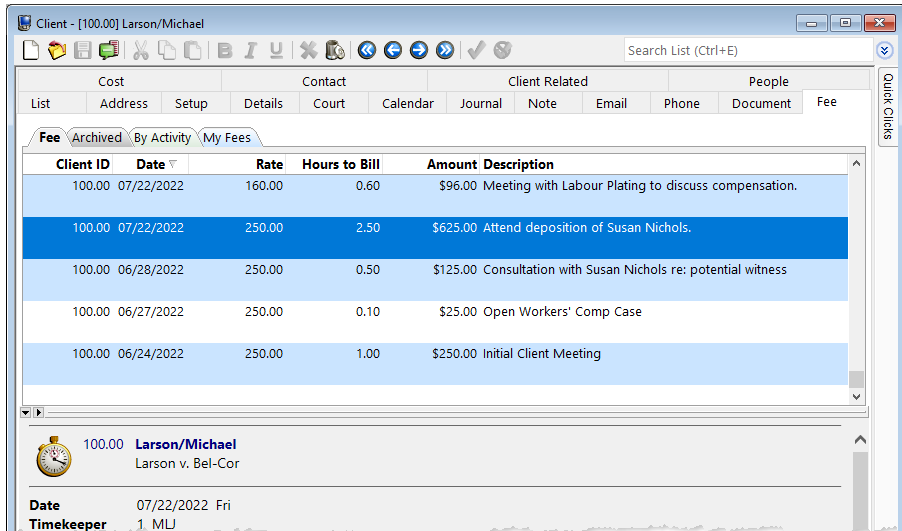 Client - [100.00] Larson/Michael
B I U Search List (Ctrl+E)
Cost Contact Client Related People
List Address Setup Details Court Calendar Journal Note Email Phone Document Fee
Quick Clicks
Fee Archived By Activity My Fees
Client ID Date Rate Hours to Bill Amount Description
100.00 07/22/2022 160.00 0.60 $96.00 Meeting with Labour Plating to discuss compensation.
100.00 07/22/2022 250.00 2.50 $625.00 Attend deposition of Susan Nichols.
100.00 06/28/2022 250.00 0.50 $125.00 Consultation with Susan Nichols re: potential witness
100.00 06/27/2022 250.00 0.10 $25.00 Open Workers' Comp Case
100.00 06/24/2022 250.00 1.00 $250.00 Initial Client Meeting
100.00 Larson/Michael
Larson v. Bel-Cor
Date 07/22/2022 Fri
Timekeeper 1 MLJ